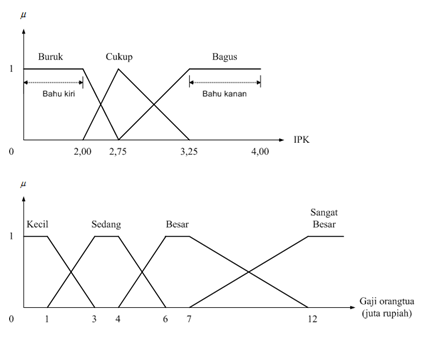 μ
Buruk Cukup Bagus
1
Bahu kiri Bahu kanan
IPK
0 2,00 2,75 3,25 4,00
μ
Sangat
Kecil Sedang Besar Besar
1
Gaji orangtua
(juta rupiah)
0 1 3 4 6 7 12